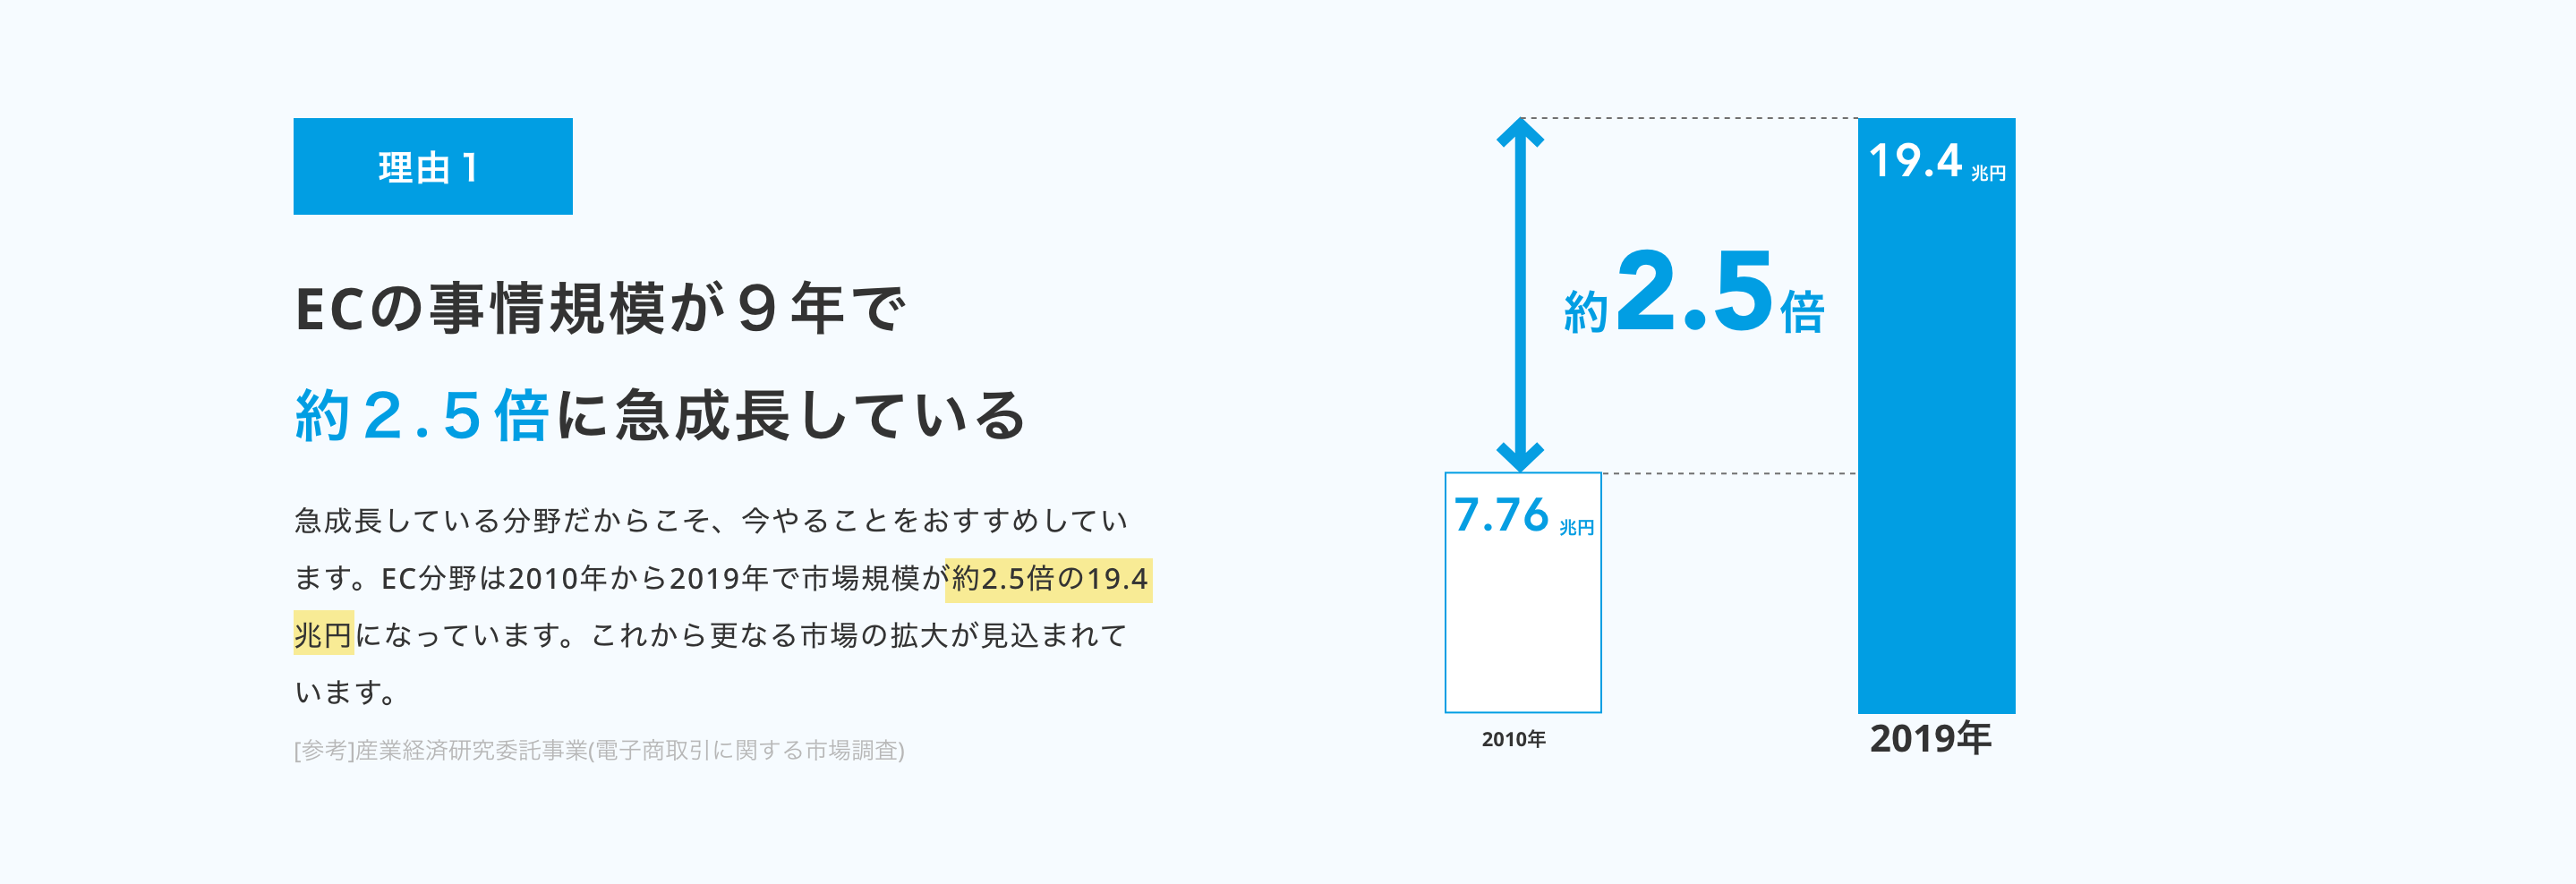 理由１
ECの事情規模が９年で
約２.５倍に急成長している
急成長している分野だからこそ、今やることをおすすめしてい
ます。EC分野は2010年から2019年で市場規模が約2.5倍の19.4
兆円になっています。これから更なる市場の拡大が見込まれて
います。
[参考]産業経済研究委託事業(電子商取引に関する市場調査)
19.4 兆円
約2.5倍
7.76 兆円
2010年
2019年